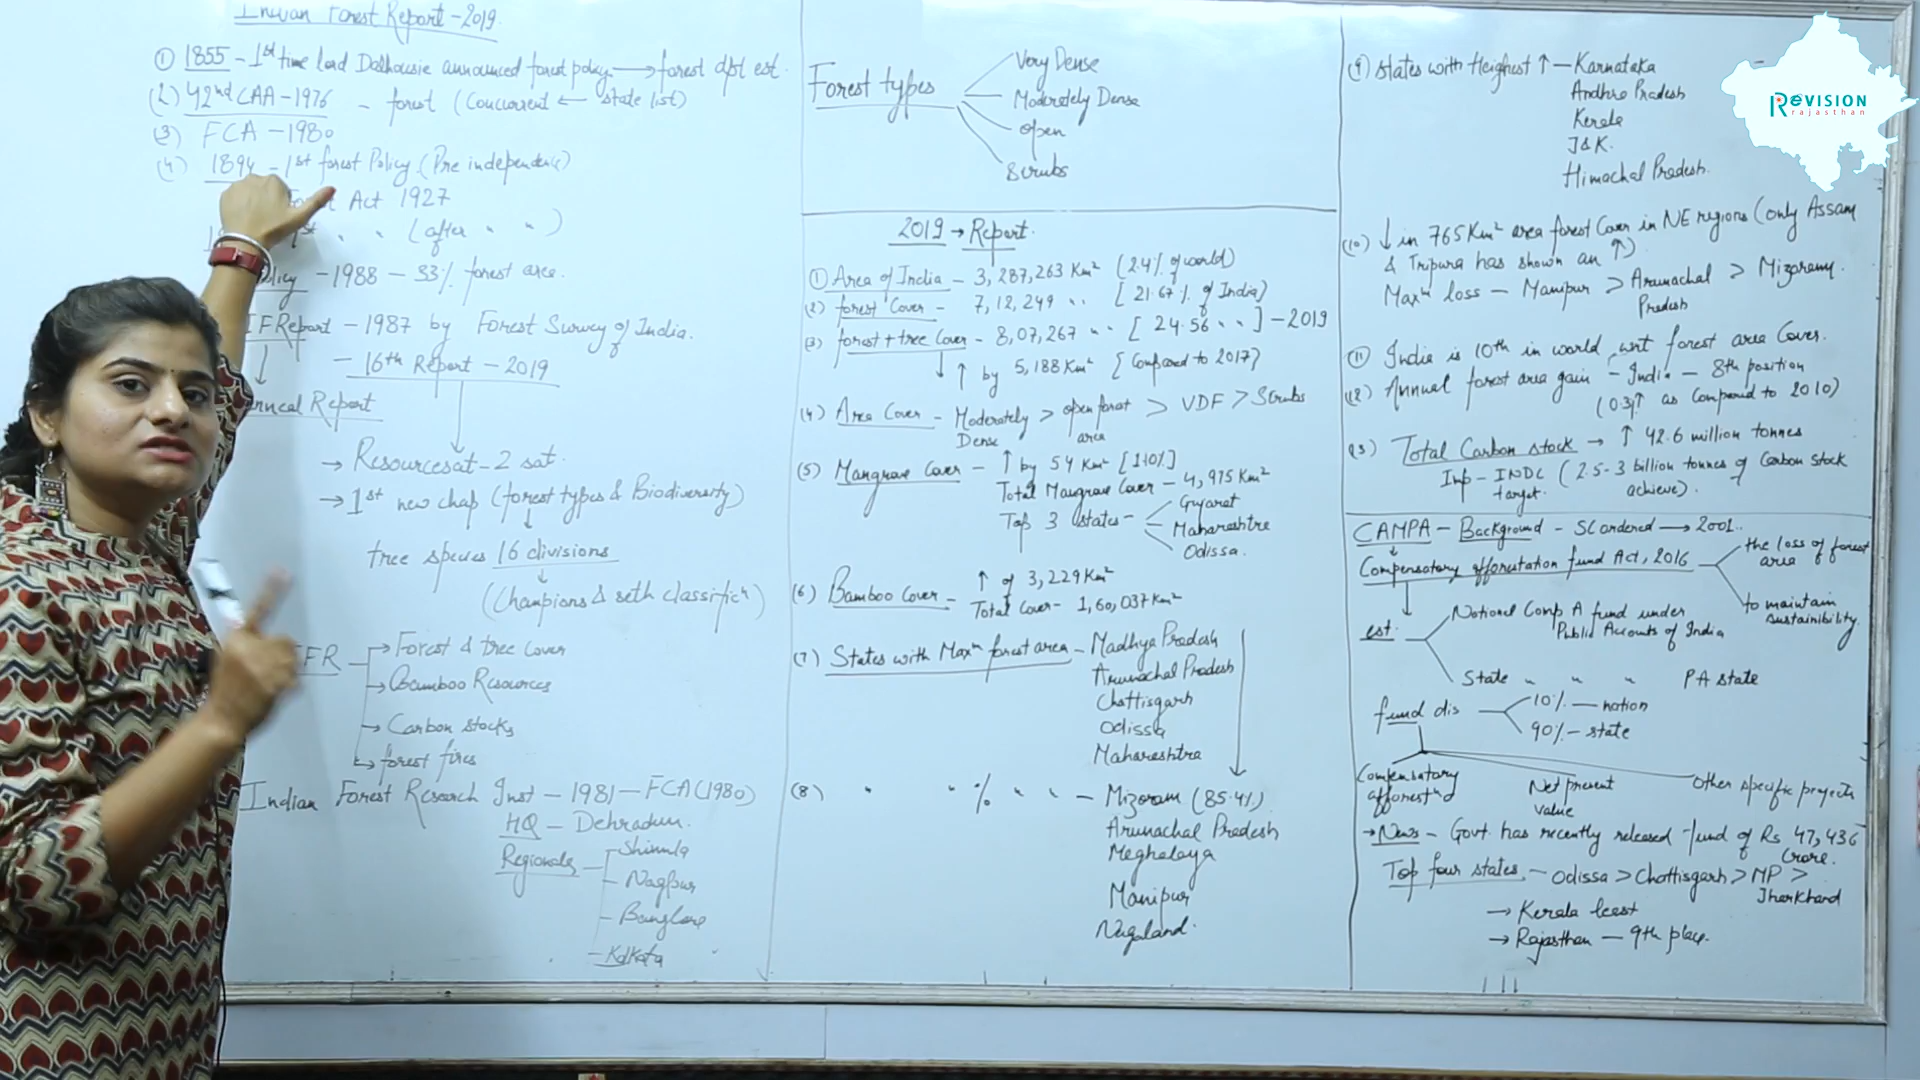 Indian Forest Report - 2019.
① 1855 - 1st time lord Dalhousie announced forest policy → forest dpt est.
(2) 42nd CAA - 1976 - forest (Concurrent ← state list)
(3) FCA - 1980
(4) 1894 - 1st forest Policy. (Pre independence)
Act 1927
1st " " (after " ")
Policy - 1988 - 33% forest area.
IFReport - 1987 by Forest Survey of India.
- 16th Report - 2019
Report
→ Resourcesat - 2 sat.
→ 1st new chap (forest types & Biodiversity)
tree species 16 divisions
(Champions & seth classificn)
FR
→ Forest & tree cover
→ Bamboo Resources
→ Carbon stocks
→ forest fires
Indian Forest Research Inst - 1981 - FCA (1980)
HQ - Dehradun.
Regionals
- Shimla
- Nagpur
- Banglore
- Kolkata
Forest types
Very Dense
Moderately Dense
open
Scrubs
2019 → Report.
① Area of India - 3,287,263 Km² (2.4% of world)
(2) forest Cover - 7,12,249 " [21.67% of India]
(3) forest + tree Cover - 8,07,267 " [24.56 " "] - 2019
↑ by 5,188 Km² [Compared to 2017]
(4) Area Cover - Moderately Dense > open forest area > VDF > Scrubs
(5) Mangrove Cover - ↑ by 54 Km² [1.10%]
Total Mangrove Cover - 4,975 Km²
Top 3 states -
Gujarat
Maharashtra
Odissa.
(6) Bamboo Cover - ↑ of 3,229 Km²
Total Cover - 1,60,037 Km²
(7) States with Maxm forest area - Madhya Pradesh
Arunachal Pradesh
Chattisgarh
Odissa
Maharashtra
(8) " " % " " - Mizoram (85.4%)
Arunachal Pradesh
Meghalaya
Manipur
Nagaland.
(9) States with Heighest ↑ - Karnataka
Andhra Pradesh
Kerala
J&K.
Himachal Pradesh.
(10) ↓ in 765 Km² area forest Cover in NE regions (only Assam
& Tripura has shown an ↑)
Maxm loss - Manipur > Arunachal Pradesh > Mizoram.
⑪ India is 10th in world wrt forest area Cover.
(12) Annual forest area gain - India - 8th position
(0.3)↑ as Compared to 2010)
Total Carbon stock → ↑ 42.6 million tonnes
Imp - INDC target. (2.5-3 billion tonnes of Carbon stock
achieve).
CAMPA - Background - SC ordered → 2001.
Compensatory afforestation fund Act, 2016
the loss of forest area
to maintain sustainibility.
est.
National Comp A fund under
Public Accounts of India
State " " " PA state
fund dis
10% - nation
90% - state
Compensatory
afforestnd
Net present value
Other specific projects
→ News - Govt. has recently released fund of Rs 47,436
Crore.
Top four states - Odissa > Chattisgarh > MP >
Jharkhand
→ Kerala least
→ Rajasthan - 9th place.
ReVISION
rajasthan